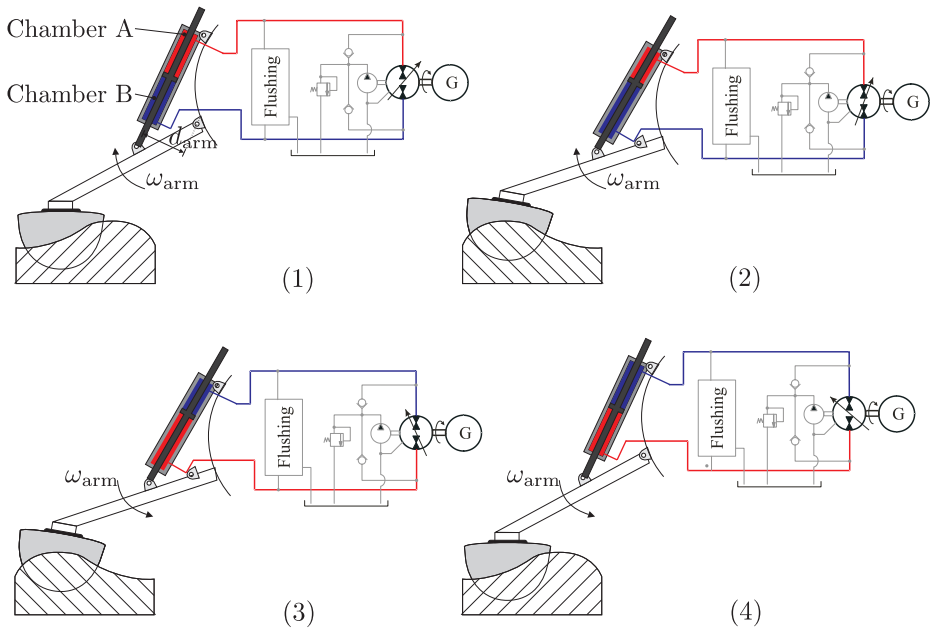 Chamber A
Chamber B
d_arm
ω_arm
Flushing
G
(1)
ω_arm
Flushing
G
(2)
ω_arm
Flushing
G
(3)
ω_arm
Flushing
G
(4)